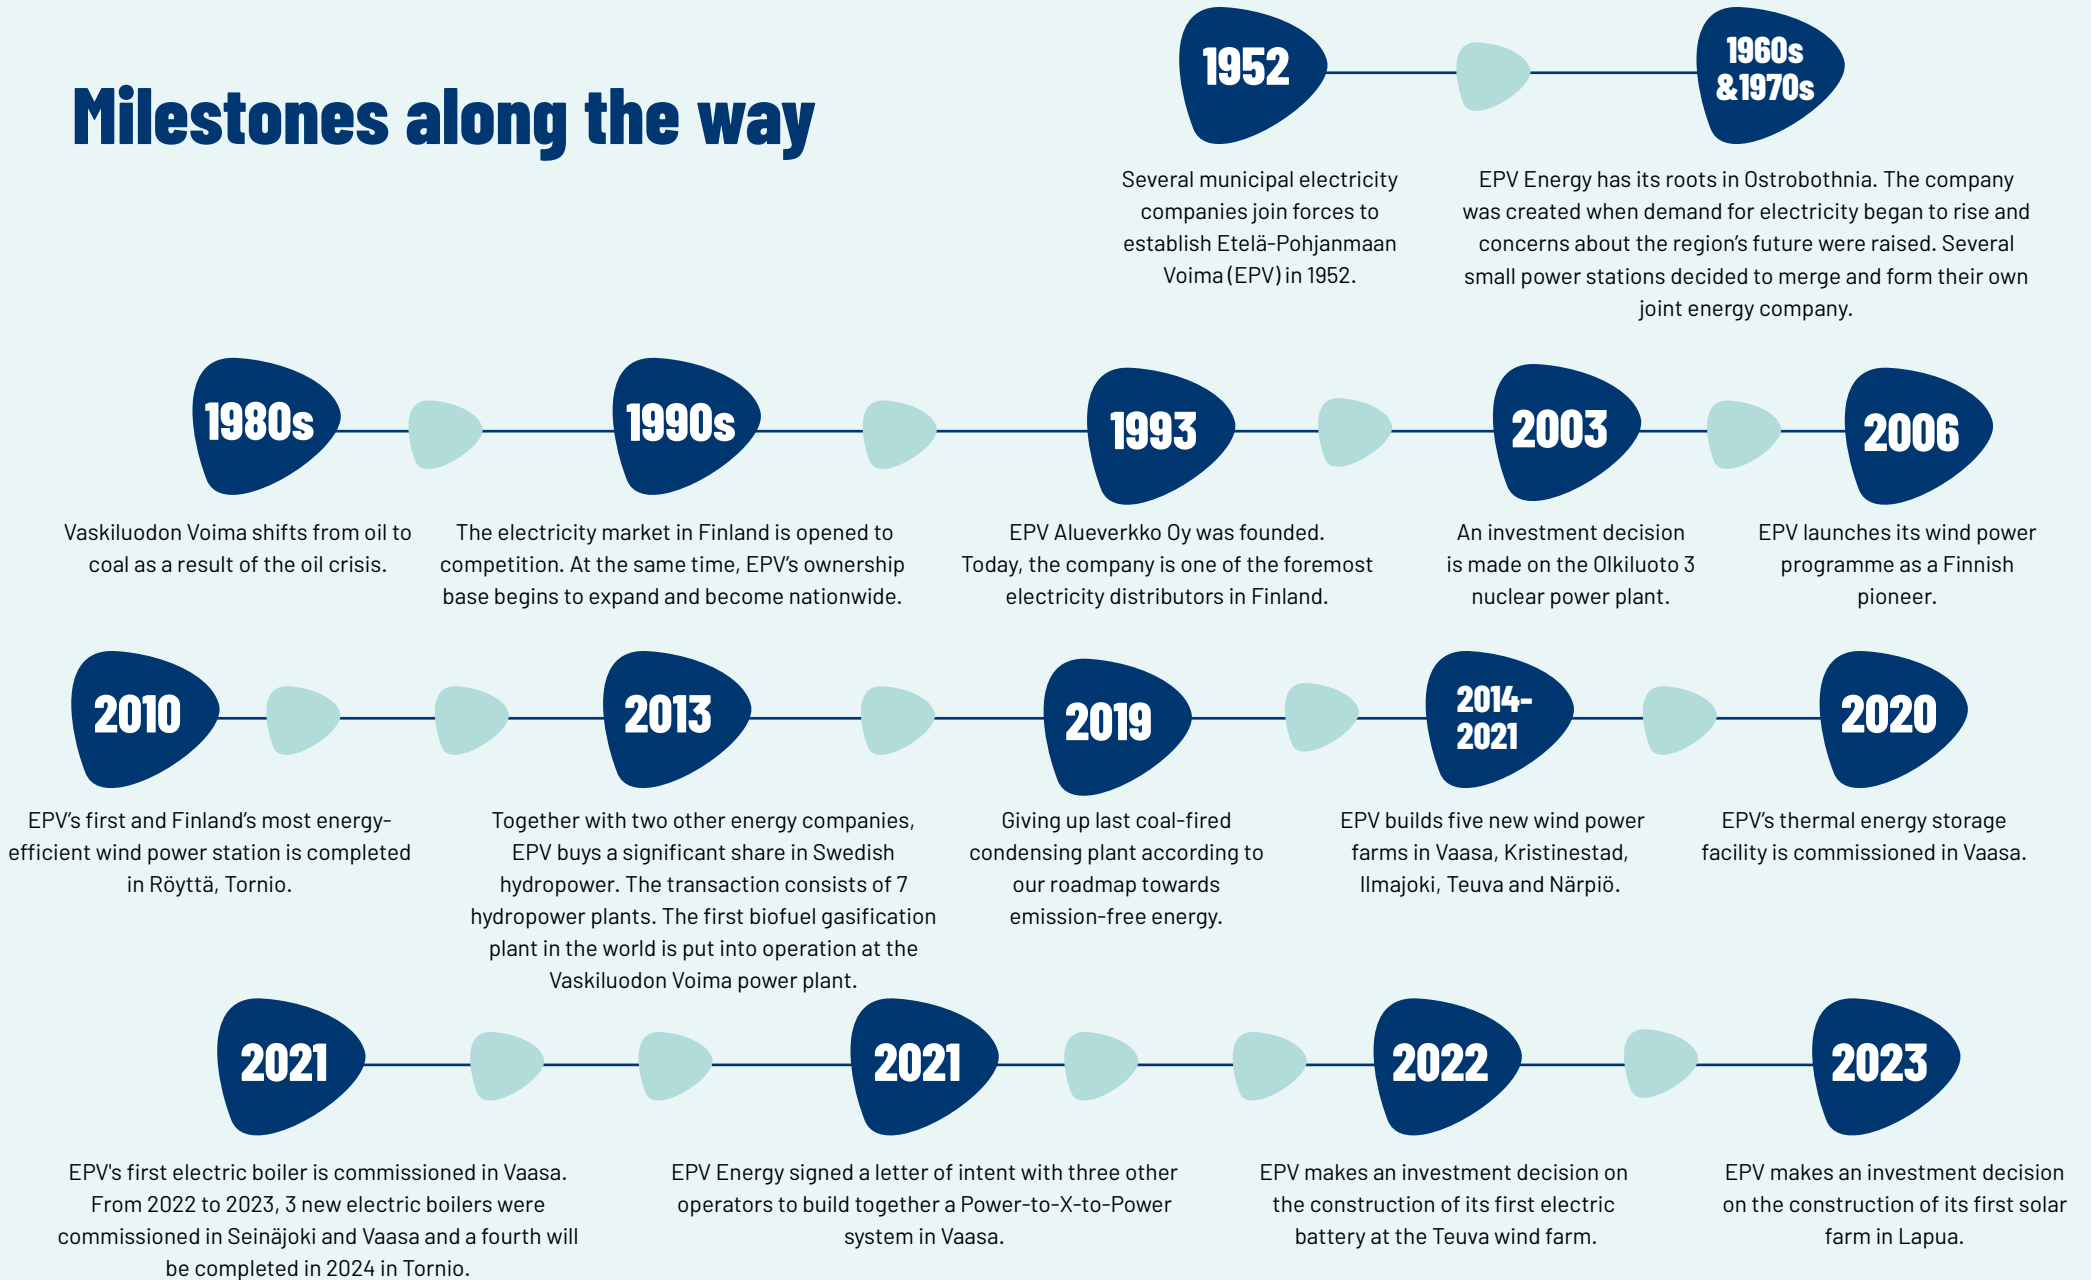 Milestones along the way
1952
Several municipal electricity
companies join forces to
establish Etelä-Pohjanmaan
Voima (EPV) in 1952.
1960s
&1970s
EPV Energy has its roots in Ostrobothnia. The company
was created when demand for electricity began to rise and
concerns about the region's future were raised. Several
small power stations decided to merge and form their own
joint energy company.
1980s
Vaskiluodon Voima shifts from oil to
coal as a result of the oil crisis.
1990s
The electricity market in Finland is opened to
competition. At the same time, EPV's ownership
base begins to expand and become nationwide.
1993
EPV Alueverkko Oy was founded.
Today, the company is one of the foremost
electricity distributors in Finland.
2003
An investment decision
is made on the Olkiluoto 3
nuclear power plant.
2006
EPV launches its wind power
programme as a Finnish
pioneer.
2010
EPV's first and Finland's most energy-
efficient wind power station is completed
in Röyttä, Tornio.
2013
Together with two other energy companies,
EPV buys a significant share in Swedish
hydropower. The transaction consists of 7
hydropower plants. The first biofuel gasification
plant in the world is put into operation at the
Vaskiluodon Voima power plant.
2019
Giving up last coal-fired
condensing plant according to
our roadmap towards
emission-free energy.
2014-
2021
EPV builds five new wind power
farms in Vaasa, Kristinestad,
Ilmajoki, Teuva and Närpiö.
2020
EPV's thermal energy storage
facility is commissioned in Vaasa.
2021
EPV's first electric boiler is commissioned in Vaasa.
From 2022 to 2023, 3 new electric boilers were
commissioned in Seinäjoki and Vaasa and a fourth will
be completed in 2024 in Tornio.
2021
EPV Energy signed a letter of intent with three other
operators to build together a Power-to-X-to-Power
system in Vaasa.
2022
EPV makes an investment decision on
the construction of its first electric
battery at the Teuva wind farm.
2023
EPV makes an investment decision
on the construction of its first solar
farm in Lapua.